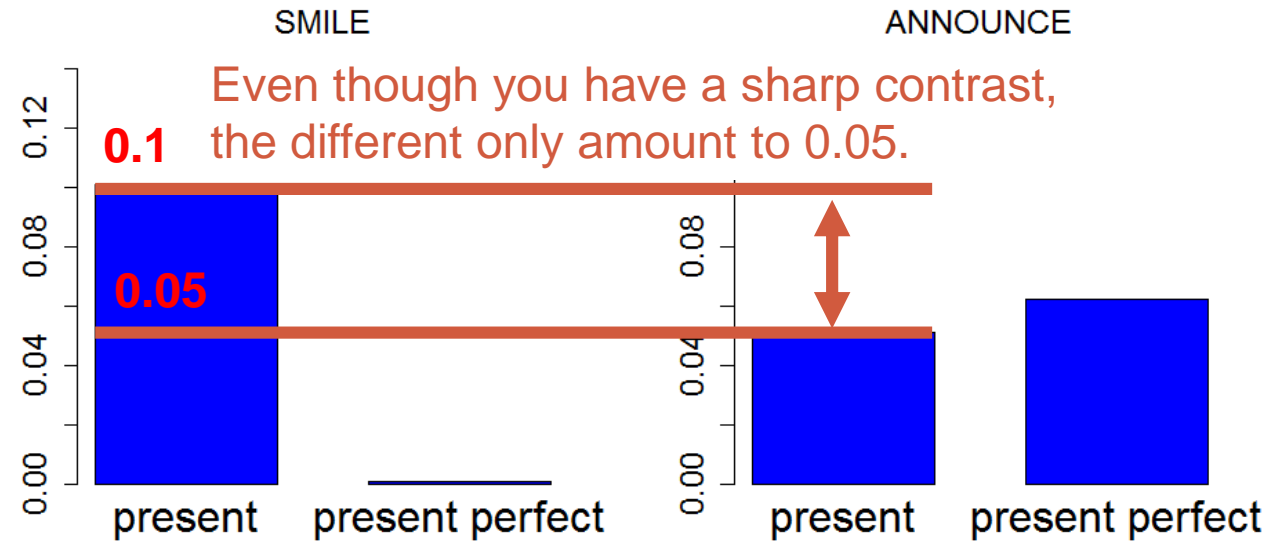 SMILE
ANNOUNCE
Even though you have a sharp contrast,
the different only amount to 0.05.
0.1
0.05
0.12
0.08
0.04
0.00
present
present perfect
0.08
0.04
0.00
present
present perfect